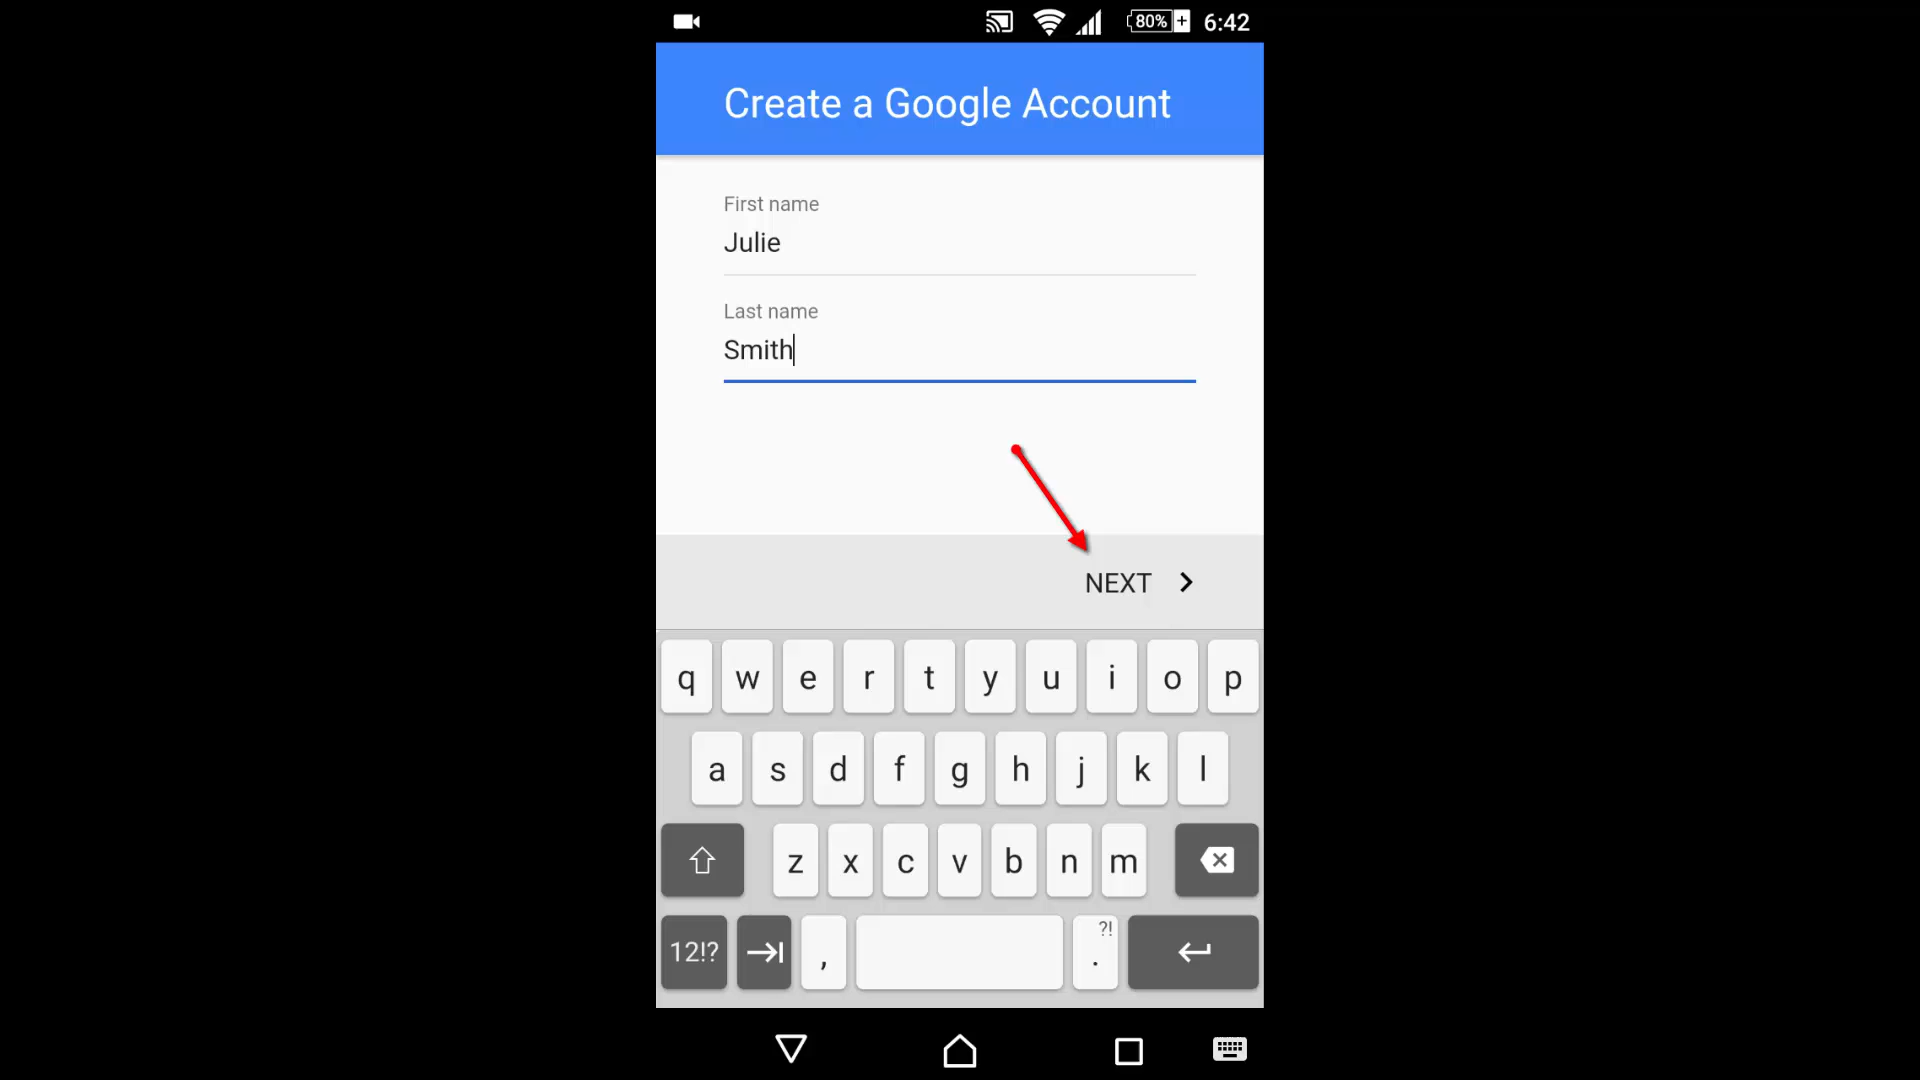 80% 6:42
Create a Google Account
First name
Julie
Last name
Smith
NEXT
q w e r t y u i o p
a s d f g h j k l
z x c v b n m
12!? , ?! .